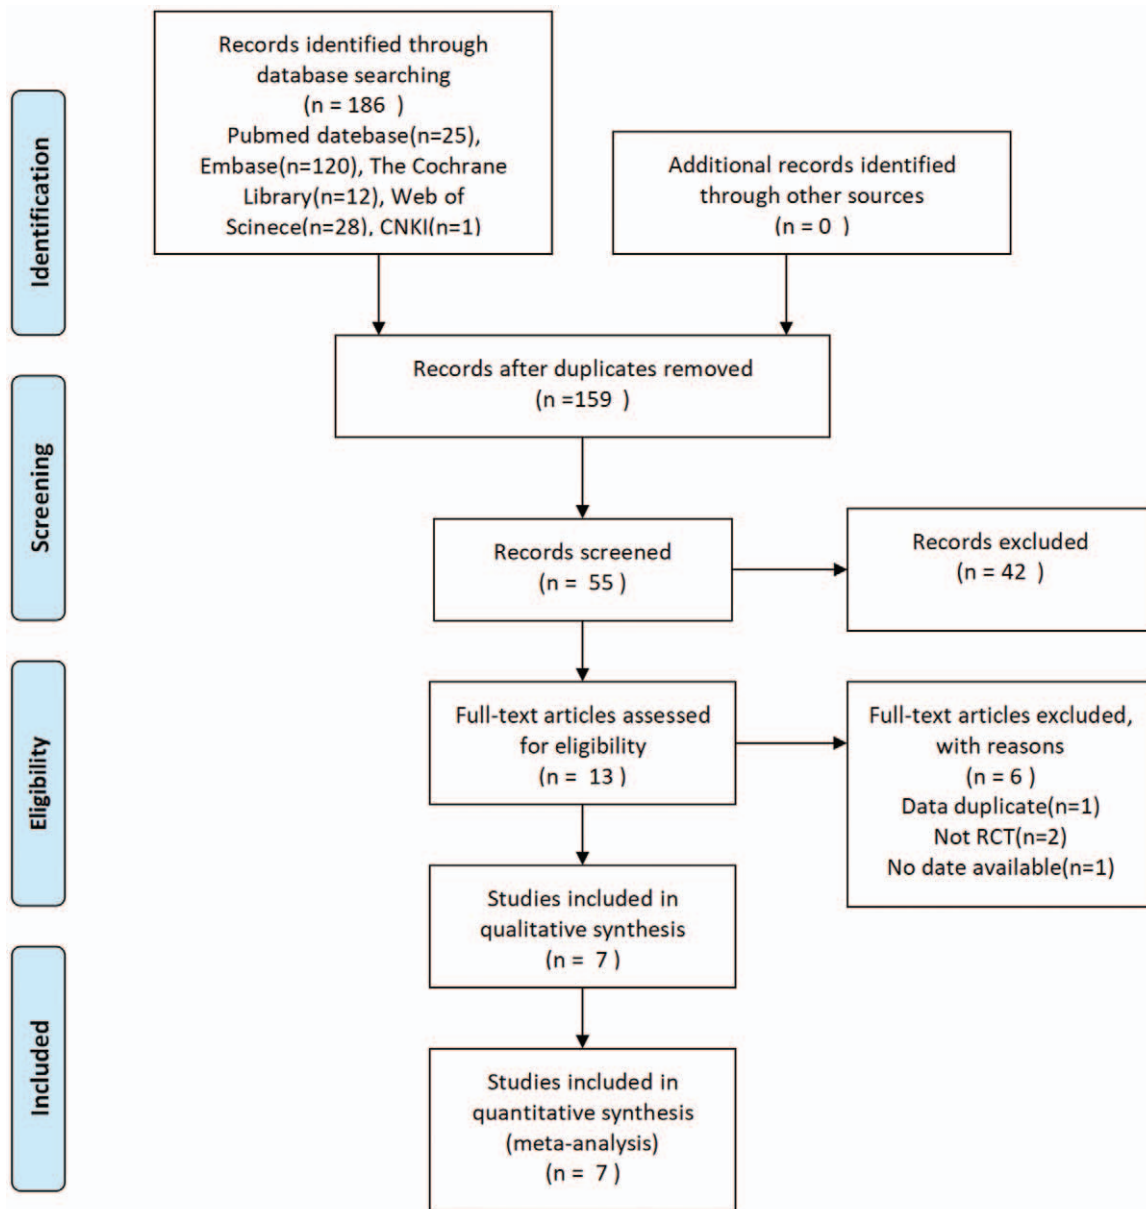 Identification
Records identified through
database searching
(n = 186 )
Pubmed datebase(n=25),
Embase(n=120), The Cochrane
Library(n=12), Web of
Scinece(n=28), CNKI(n=1)
Additional records identified
through other sources
(n = 0 )
Records after duplicates removed
(n =159 )
Screening
Records screened
(n = 55 )
Records excluded
(n = 42 )
Eligibility
Full-text articles assessed
for eligibility
(n = 13 )
Full-text articles excluded,
with reasons
(n = 6 )
Data duplicate(n=1)
Not RCT(n=2)
No date available(n=1)
Studies included in
qualitative synthesis
(n = 7 )
Included
Studies included in
quantitative synthesis
(meta-analysis)
(n = 7 )